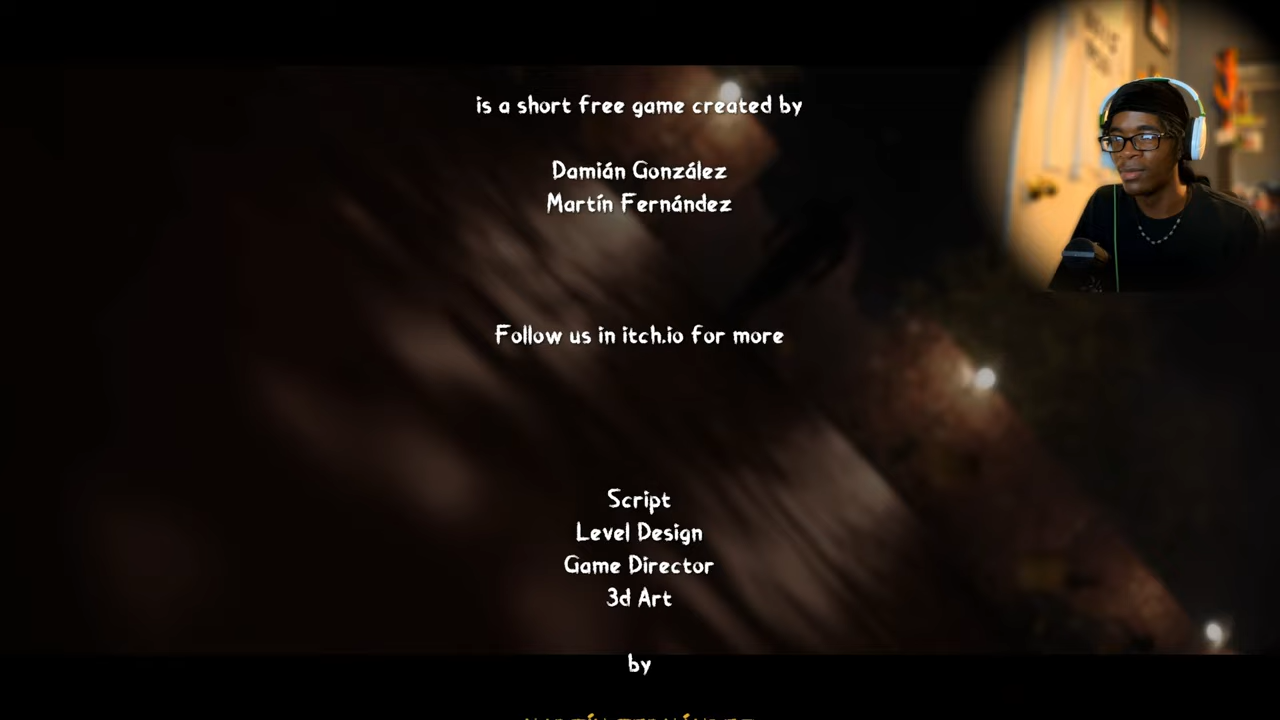 is a short free game created by
Damián González
Martín Fernández
Follow us in itch.io for more
Script
Level Design
Game Director
3d Art
by